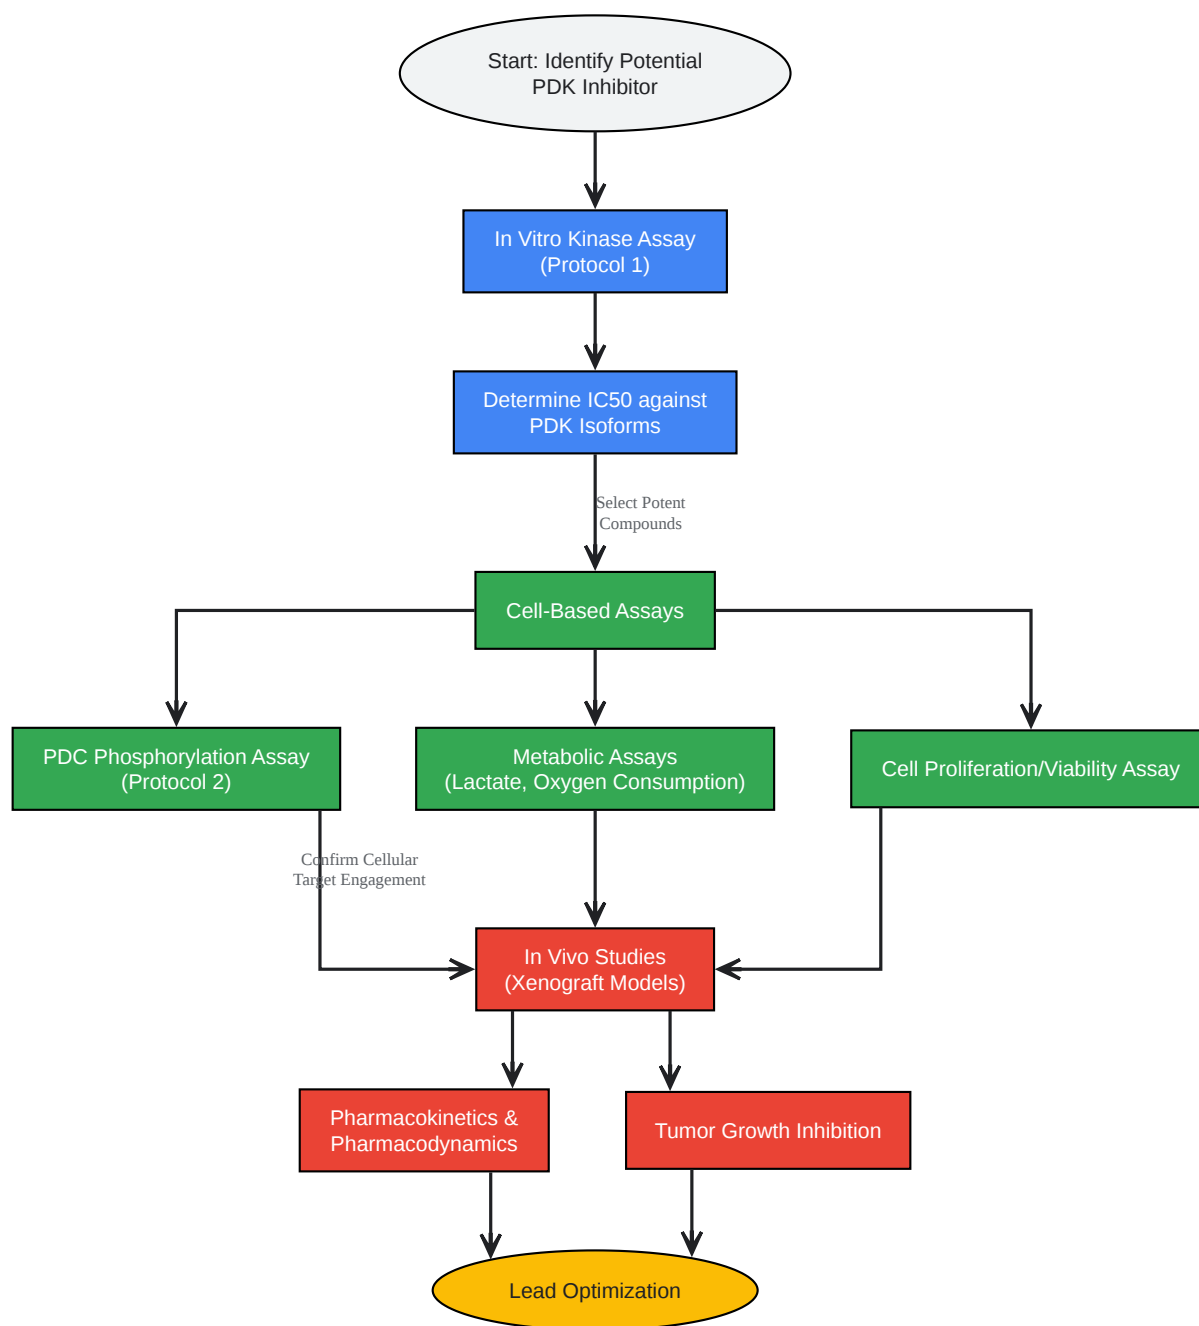 Start: Identify Potential
PDK Inhibitor
In Vitro Kinase Assay
(Protocol 1)
Determine IC50 against
PDK Isoforms
Select Potent
Compounds
Cell-Based Assays
PDC Phosphorylation Assay
(Protocol 2)
Metabolic Assays
(Lactate, Oxygen Consumption)
Cell Proliferation/Viability Assay
Confirm Cellular
Target Engagement
In Vivo Studies
(Xenograft Models)
Pharmacokinetics &
Pharmacodynamics
Tumor Growth Inhibition
Lead Optimization